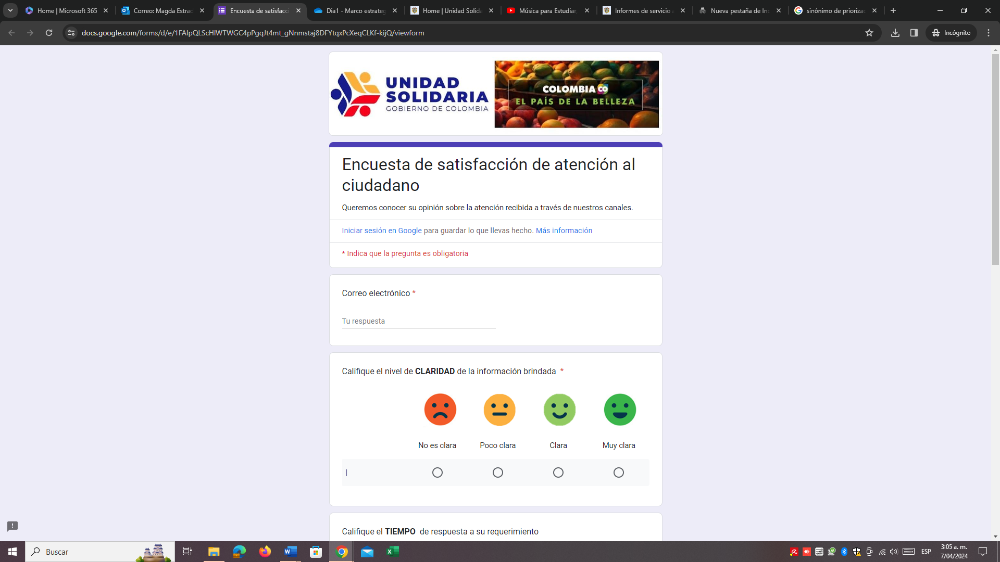 Home | Microsoft 365
Correo: Magda Estrad
Encuesta de satisfacci
Dia1 - Marco estrateg
Home | Unidad Solida
Música para Estudiar,
Informes de servicio a
Nueva pestaña de Inc
sinónimo de priorizac
docs.google.com/forms/d/e/1FAIpQLScHlWTWGC4pPgqJt4mt_gNnmstaj8DFYtqxPcXeqCLKf-kijQ/viewform
Incógnito
UNIDAD
SOLIDARIA
GOBIERNO DE COLOMBIA
COLOMBIA CO
EL PAÍS DE LA BELLEZA
Encuesta de satisfacción de atención al
ciudadano
Queremos conocer su opinión sobre la atención recibida a través de nuestros canales.
Iniciar sesión en Google para guardar lo que llevas hecho. Más información
* Indica que la pregunta es obligatoria
Correo electrónico *
Tu respuesta
Califique el nivel de CLARIDAD de la información brindada *
No es clara Poco clara Clara Muy clara
|
Califique el TIEMPO de respuesta a su requerimiento
Buscar
ESP
3:05 a. m.
7/04/2024